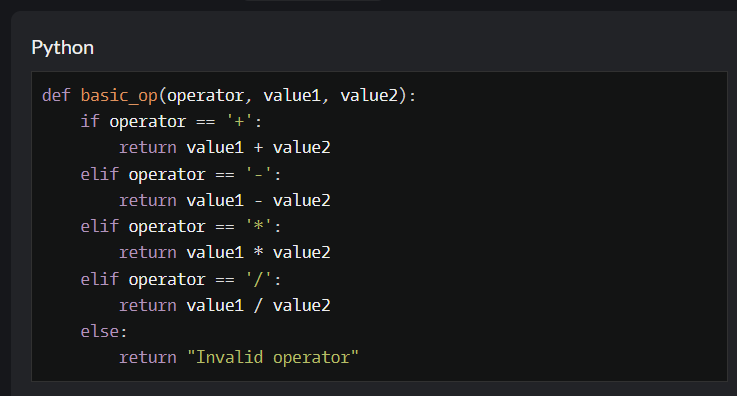 Python
def basic_op(operator, value1, value2):
    if operator == '+':
        return value1 + value2
    elif operator == '-':
        return value1 - value2
    elif operator == '*':
        return value1 * value2
    elif operator == '/':
        return value1 / value2
    else:
        return "Invalid operator"